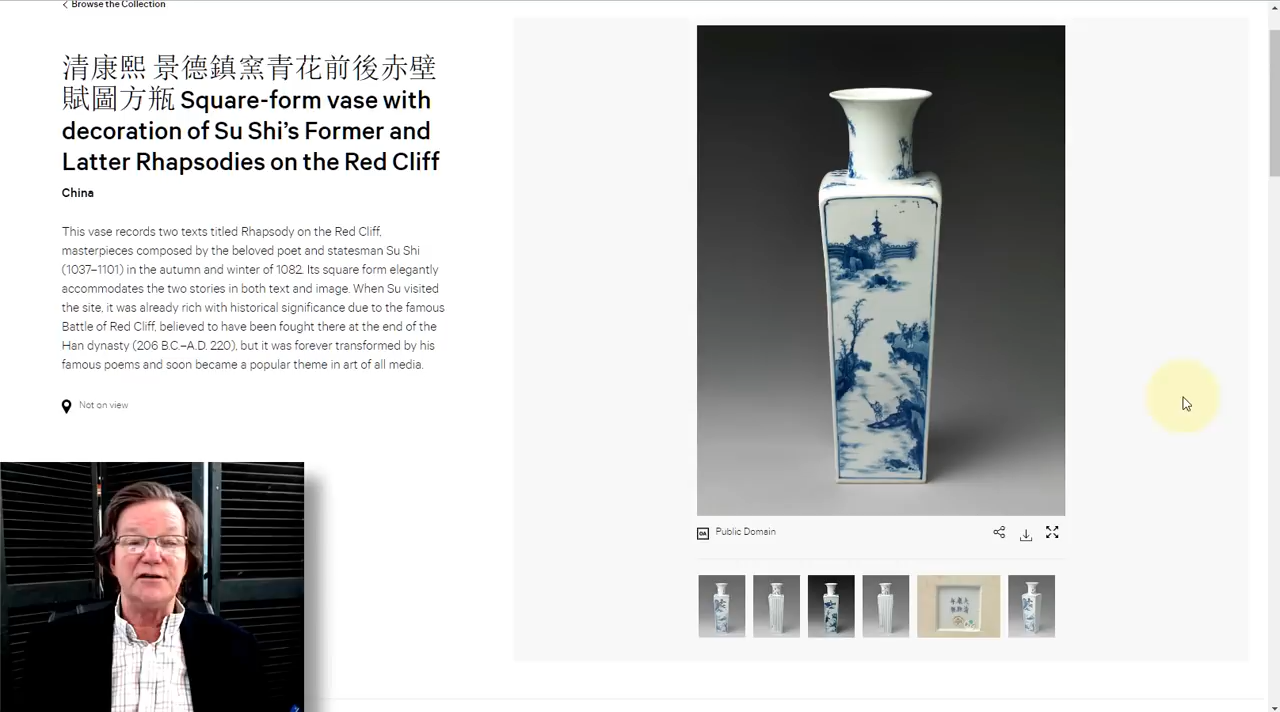 Browse the Collection
清康熙 景德鎮窯青花前後赤壁
賦圖方瓶 Square-form vase with
decoration of Su Shi’s Former and
Latter Rhapsodies on the Red Cliff
China
This vase records two texts titled Rhapsody on the Red Cliff,
masterpieces composed by the beloved poet and statesman Su Shi
(1037–1101) in the autumn and winter of 1082. Its square form elegantly
accommodates the two stories in both text and image. When Su visited
the site, it was already rich with historical significance due to the famous
Battle of Red Cliff, believed to have been fought there at the end of the
Han dynasty (206 B.C.–A.D. 220), but it was forever transformed by his
famous poems and soon became a popular theme in art of all media.
Not on view
OA Public Domain